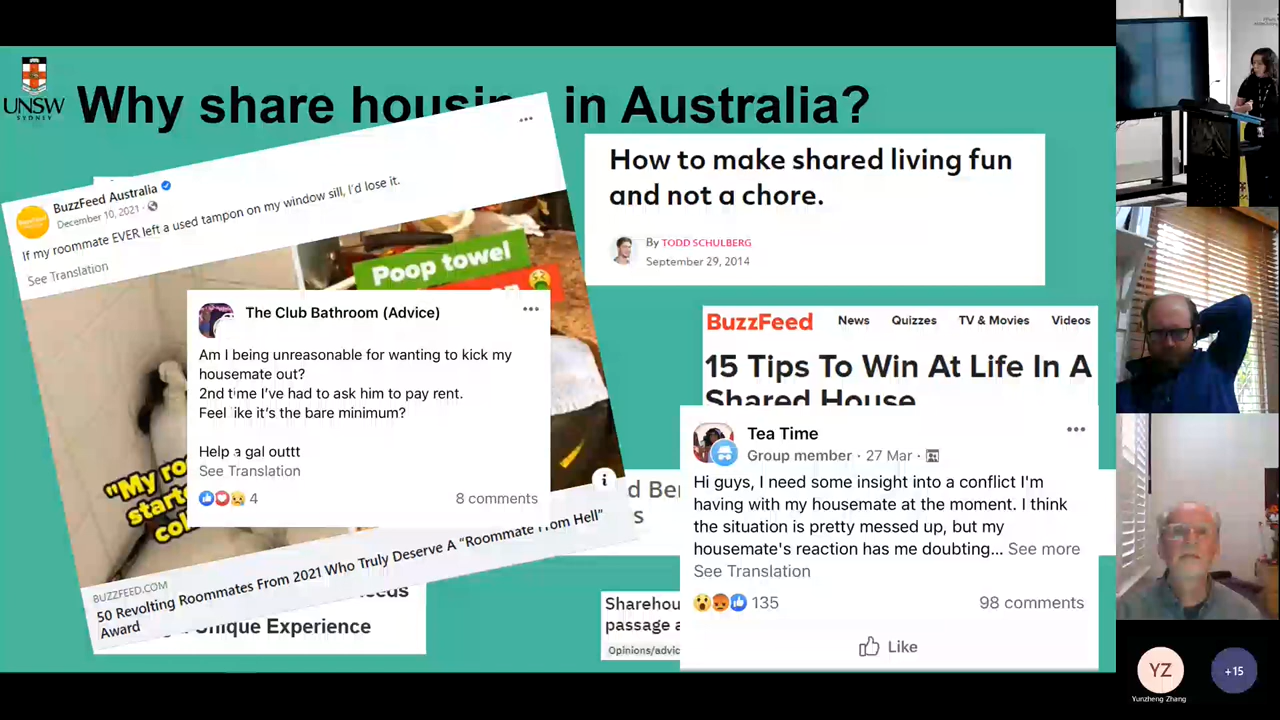 UNSW
SYDNEY
Why share housin in Australia?
BuzzFeed Australia
December 10, 2021
If my roommate EVER left a used tampon on my window sill, I'd lose it.
See Translation
Poop towel
"My
BUZZFEED.COM
50 Revolting Roommates From 2021 Who Truly Deserve A "Roommate From Hell"
Award
Unique Experience
The Club Bathroom (Advice)
Am I being unreasonable for wanting to kick my
housemate out?
2nd time I've had to ask him to pay rent.
Feel like it's the bare minimum?
Help a gal outtt
See Translation
4
8 comments
How to make shared living fun
and not a chore.
By TODD SCHULBERG
September 29, 2014
BuzzFeed
News
Quizzes
TV & Movies
Videos
15 Tips To Win At Life In A
Shared House
Tea Time
Group member · 27 Mar ·
Hi guys, I need some insight into a conflict I'm
having with my housemate at the moment. I think
the situation is pretty messed up, but my
housemate's reaction has me doubting... See more
See Translation
135
98 comments
Like
d Be
s
Sharehou
passage a
Opinions/advic
YZ
Yunzheng Zhang
+15